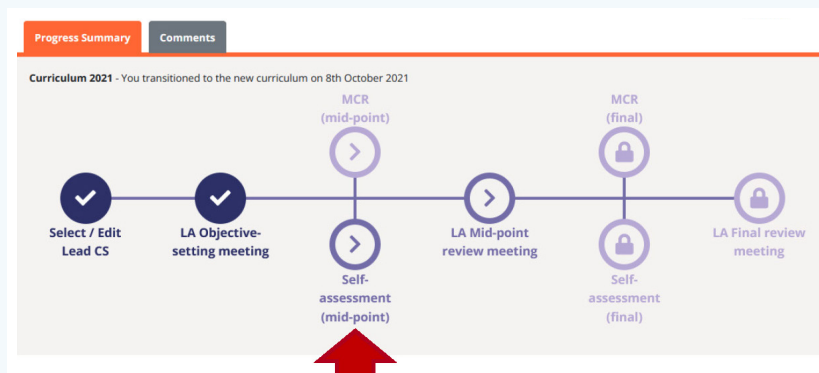 Progress Summary
Comments
Curriculum 2021 - You transitioned to the new curriculum on 8th October 2021
MCR
(mid-point)
MCR
(final)
Select / Edit
Lead CS
LA Objective-
setting meeting
Self-
assessment
(mid-point)
LA Mid-point
review meeting
Self-
assessment
(final)
LA Final review
meeting